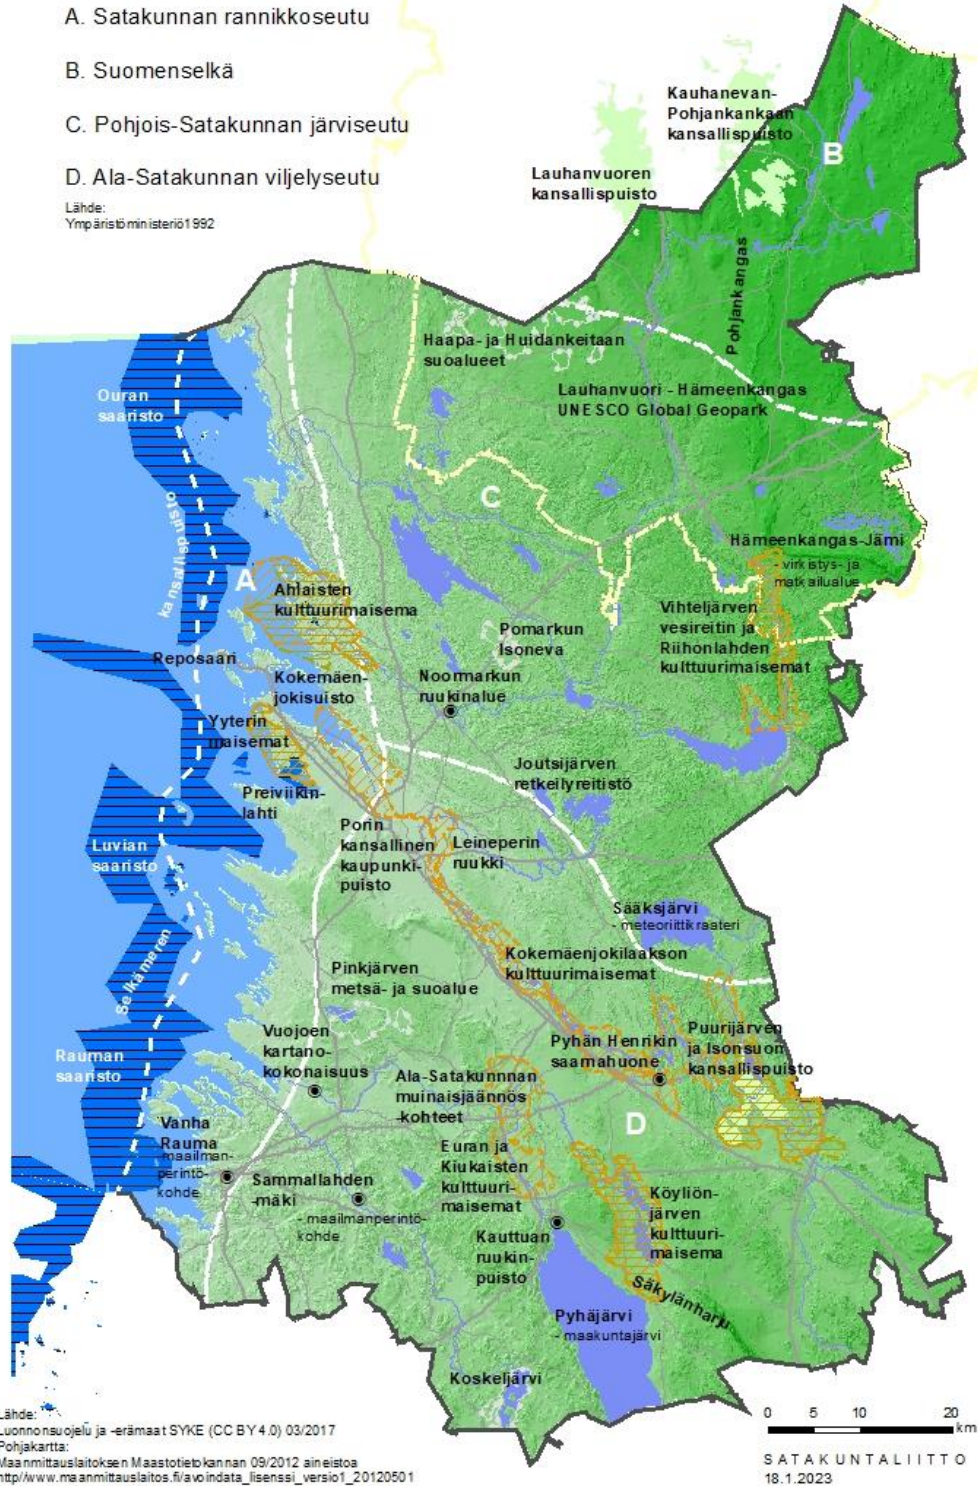 A. Satakunnan rannikkoseutu
B. Suomenselkä
C. Pohjois-Satakunnan järviseutu
D. Ala-Satakunnan viljelyseutu
Lähde:
Ympäristöministeriö1992
Kauhanevan-
Pohjankankaan
kansallispuisto
B
Lauhanvuoren
kansallispuisto
Pohjankangas
Haapa- ja Huidankeitaan
suoalueet
Lauhanvuori - Hämeenkangas
UNESCO Global Geopark
Ouran
saaristo
C
kansallispuisto
Hämeenkangas-Jämi
- virkistys- ja
matkailualue
A
Ahlaisten
kulttuurimaisema
Vihteljärven
vesireitin ja
Riihonlahden
kulttuurimaisemat
Pomarkun
Isoneva
Reposaari
Kokemäen-
jokisuisto
Noormarkun
ruukinalue
Yyterin
maisemat
Joutsijärven
retkeilyreitistö
Preiviikin-
lahti
Porin
kansallinen
kaupunki-
puisto
Leineperin
ruukki
Luvian
saaristo
Sääksjärvi
- meteoriittikraateri
Selkämeren
Kokemäenjokilaakson
kulttuurimaisemat
Pinkjärven
metsä- ja suoalue
Vuojoen
kartano-
kokonaisuus
Pyhän Henrikin
saarnahuone
Puurijärven
ja Isonsuon
kansallispuisto
Rauman
saaristo
Ala-Satakunnnan
muinaisjäännös
-kohteet
D
Vanha
Rauma
- maailman-
perintö-
kohde
Euran ja
Kiukaisten
kulttuuri-
maisemat
Sammallahden
-mäki
- maailmanperintö-
kohde
Köyliön-
järven
kulttuuri-
maisema
Kauttuan
ruukin-
puisto
Säkylänharju
Pyhäjärvi
- maakuntajärvi
Koskeljärvi
Lähde:
Luonnonsuojelu ja -erämaat SYKE (CC BY 4.0) 03/2017
Pohjakartta:
Maanmittauslaitoksen Maastotietokannan 09/2012 aineistoa
http://www.maanmittauslaitos.fi/avoindata_lisenssi_versio1_20120501
0 5 10 20
km
SATAKUNTALIITTO
18.1.2023